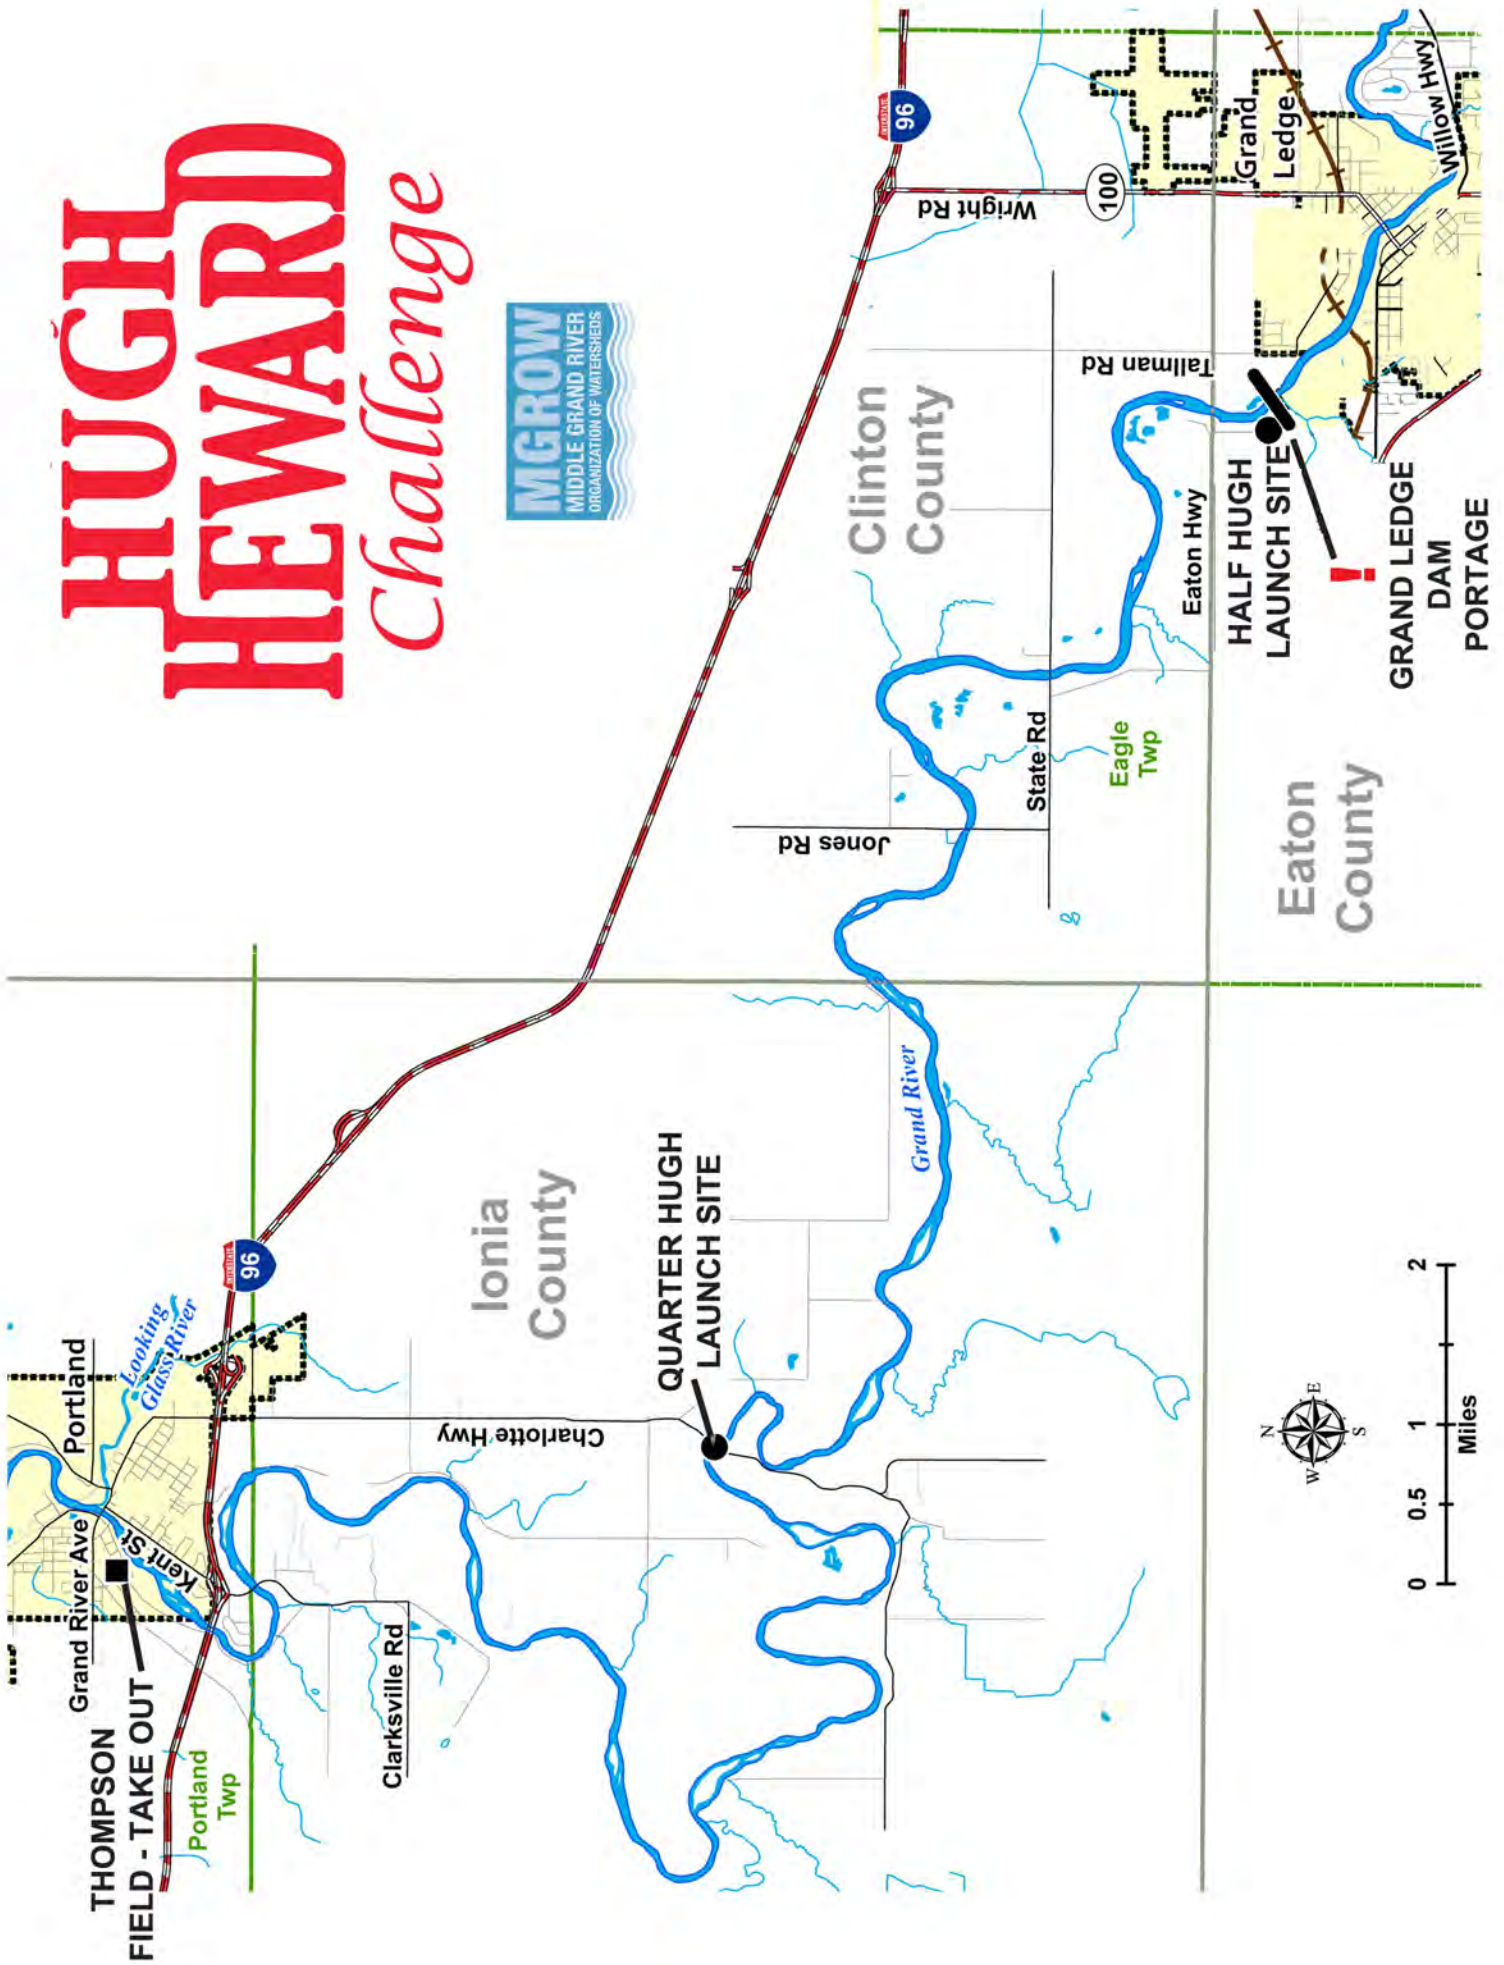 HUGH
HEWARD
Challenge
MGROW
MIDDLE GRAND RIVER
ORGANIZATION OF WATERSHEDS
THOMPSON
FIELD - TAKE OUT
Grand River Ave
Kent St
Portland
Looking
Glass River
INTERSTATE
96
Portland
Twp
Clarksville Rd
Charlotte Hwy
Ionia
County
QUARTER HUGH
LAUNCH SITE
Grand River
Jones Rd
State Rd
Clinton
County
Eagle
Twp
Eaton Hwy
Tallman Rd
Wright Rd
INTERSTATE
96
100
Grand
Ledge
Willow Hwy
HALF HUGH
LAUNCH SITE
!
GRAND LEDGE
DAM
PORTAGE
Eaton
County
N
W
E
S
0 0.5 1 2
Miles